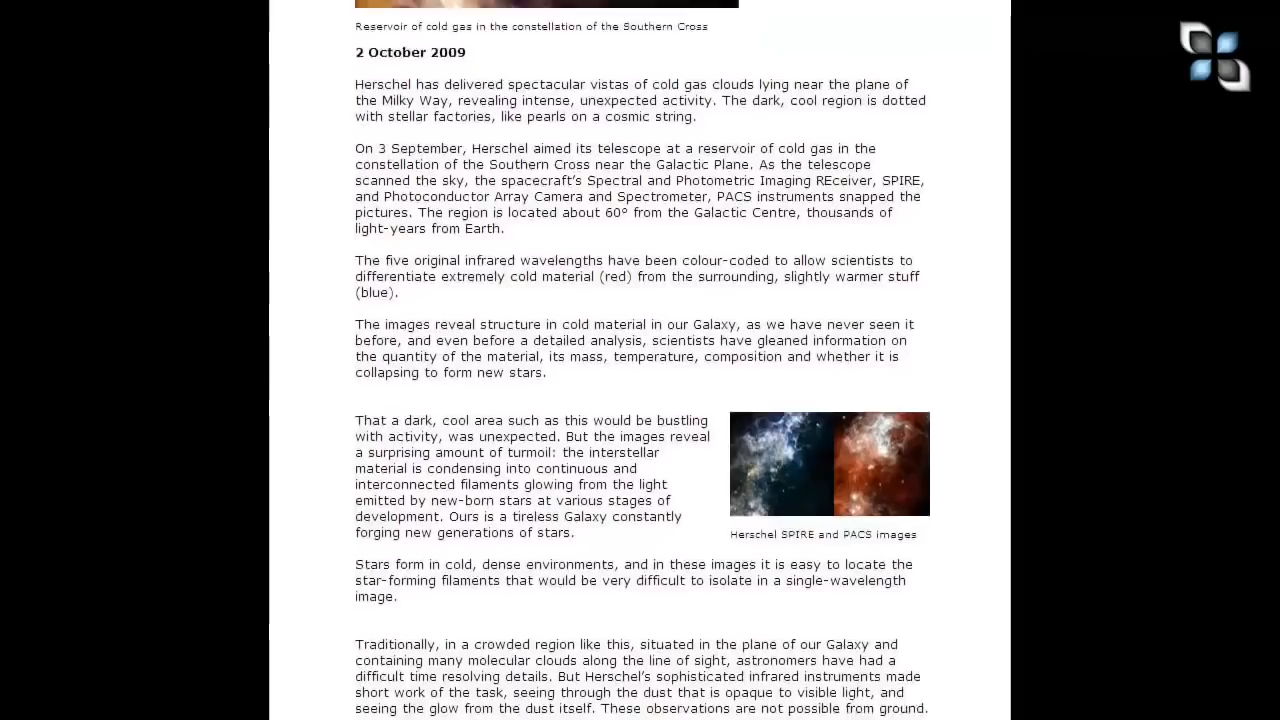 Reservoir of cold gas in the constellation of the Southern Cross
2 October 2009
Herschel has delivered spectacular vistas of cold gas clouds lying near the plane of
the Milky Way, revealing intense, unexpected activity. The dark, cool region is dotted
with stellar factories, like pearls on a cosmic string.
On 3 September, Herschel aimed its telescope at a reservoir of cold gas in the
constellation of the Southern Cross near the Galactic Plane. As the telescope
scanned the sky, the spacecraft's Spectral and Photometric Imaging REceiver, SPIRE,
and Photoconductor Array Camera and Spectrometer, PACS instruments snapped the
pictures. The region is located about 60° from the Galactic Centre, thousands of
light-years from Earth.
The five original infrared wavelengths have been colour-coded to allow scientists to
differentiate extremely cold material (red) from the surrounding, slightly warmer stuff
(blue).
The images reveal structure in cold material in our Galaxy, as we have never seen it
before, and even before a detailed analysis, scientists have gleaned information on
the quantity of the material, its mass, temperature, composition and whether it is
collapsing to form new stars.
That a dark, cool area such as this would be bustling
with activity, was unexpected. But the images reveal
a surprising amount of turmoil: the interstellar
material is condensing into continuous and
interconnected filaments glowing from the light
emitted by new-born stars at various stages of
development. Ours is a tireless Galaxy constantly
forging new generations of stars.
Herschel SPIRE and PACS images
Stars form in cold, dense environments, and in these images it is easy to locate the
star-forming filaments that would be very difficult to isolate in a single-wavelength
image.
Traditionally, in a crowded region like this, situated in the plane of our Galaxy and
containing many molecular clouds along the line of sight, astronomers have had a
difficult time resolving details. But Herschel's sophisticated infrared instruments made
short work of the task, seeing through the dust that is opaque to visible light, and
seeing the glow from the dust itself. These observations are not possible from ground.